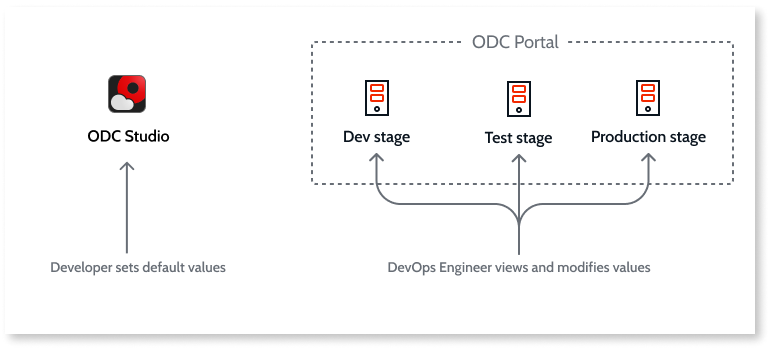 ODC Portal
ODC Studio
Dev stage
Test stage
Production stage
Developer sets default values
DevOps Engineer views and modifies values